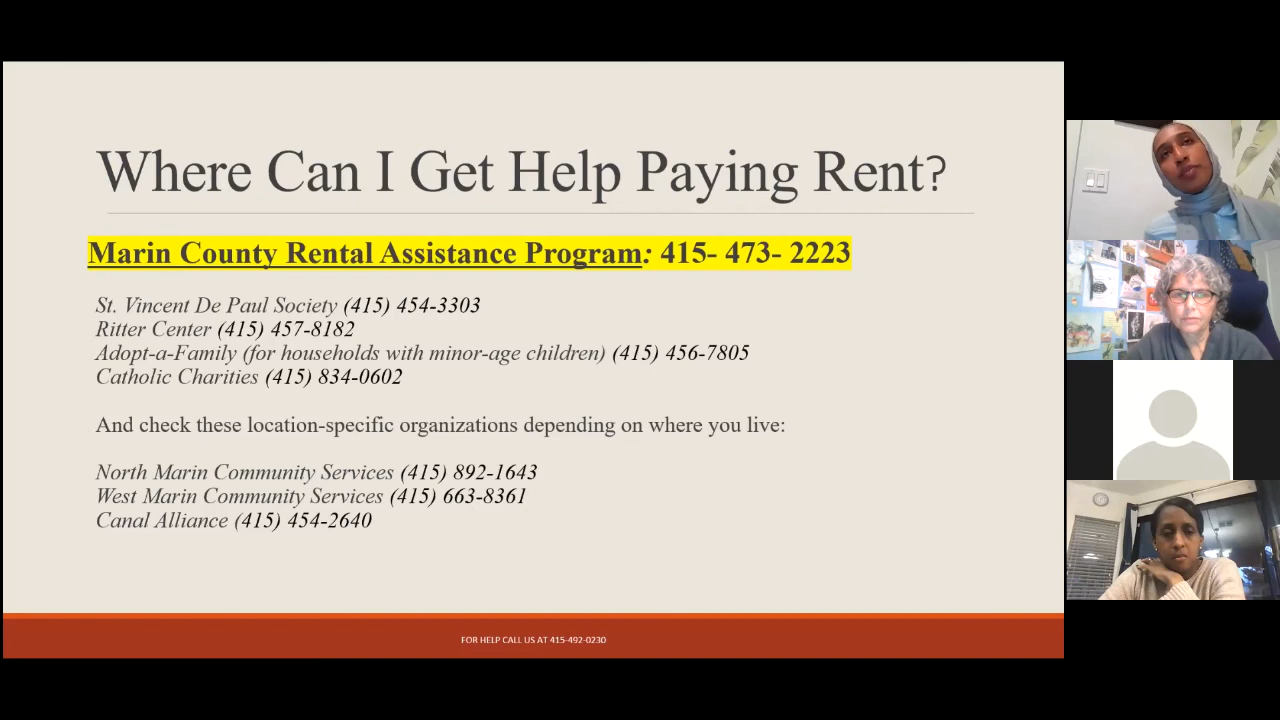 Where Can I Get Help Paying Rent?
Marin County Rental Assistance Program: 415- 473- 2223
St. Vincent De Paul Society (415) 454-3303
Ritter Center (415) 457-8182
Adopt-a-Family (for households with minor-age children) (415) 456-7805
Catholic Charities (415) 834-0602
And check these location-specific organizations depending on where you live:
North Marin Community Services (415) 892-1643
West Marin Community Services (415) 663-8361
Canal Alliance (415) 454-2640
FOR HELP CALL US AT 415-492-0230